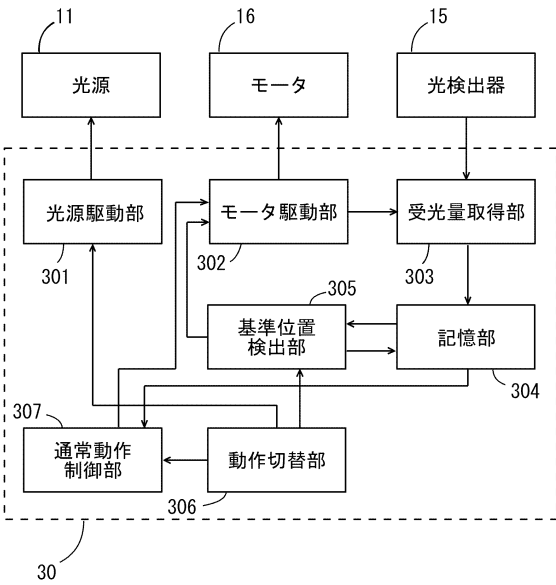 11
16
15
光源
モータ
光検出器
光源駆動部
モータ駆動部
受光量取得部
301
302
303
305
基準位置
検出部
記憶部
304
307
通常動作
制御部
動作切替部
306
30